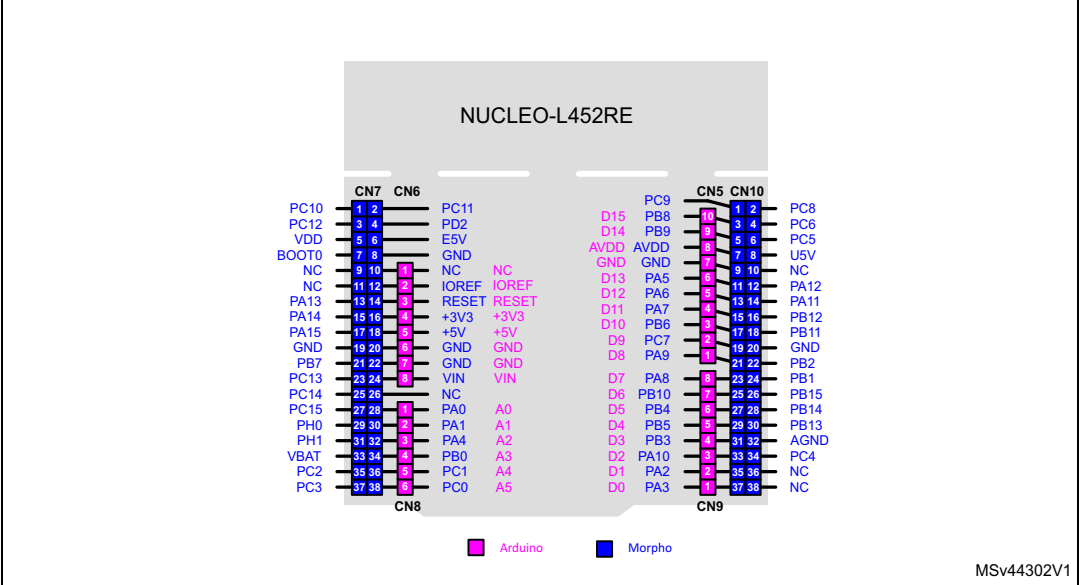 NUCLEO-L452RE
CN7 CN6 CN5 CN10
PC9
PC10 1 2 PC11 1 2 PC8
PC12 3 4 PD2 D15 PB8 10 3 4 PC6
VDD 5 6 E5V D14 PB9 9 5 6 PC5
BOOT0 7 8 GND AVDD AVDD 8 7 8 U5V
NC 9 10 1 NC NC GND GND 7 9 10 NC
NC 11 12 2 IOREF IOREF D13 PA5 6 11 12 PA12
PA13 13 14 3 RESET RESET D12 PA6 5 13 14 PA11
PA14 15 16 4 +3V3 +3V3 D11 PA7 4 15 16 PB12
PA15 17 18 5 +5V +5V D10 PB6 3 17 18 PB11
GND 19 20 6 GND GND D9 PC7 2 19 20 GND
PB7 21 22 7 GND GND D8 PA9 1 21 22 PB2
PC13 23 24 8 VIN VIN D7 PA8 8 23 24 PB1
PC14 25 26 NC D6 PB10 7 25 26 PB15
PC15 27 28 1 PA0 A0 D5 PB4 6 27 28 PB14
PH0 29 30 2 PA1 A1 D4 PB5 5 29 30 PB13
PH1 31 32 3 PA4 A2 D3 PB3 4 31 32 AGND
VBAT 33 34 4 PB0 A3 D2 PA10 3 33 34 PC4
PC2 35 36 5 PC1 A4 D1 PA2 2 35 36 NC
PC3 37 38 6 PC0 A5 D0 PA3 1 37 38 NC
CN8 CN9
Arduino Morpho
MSv44302V1